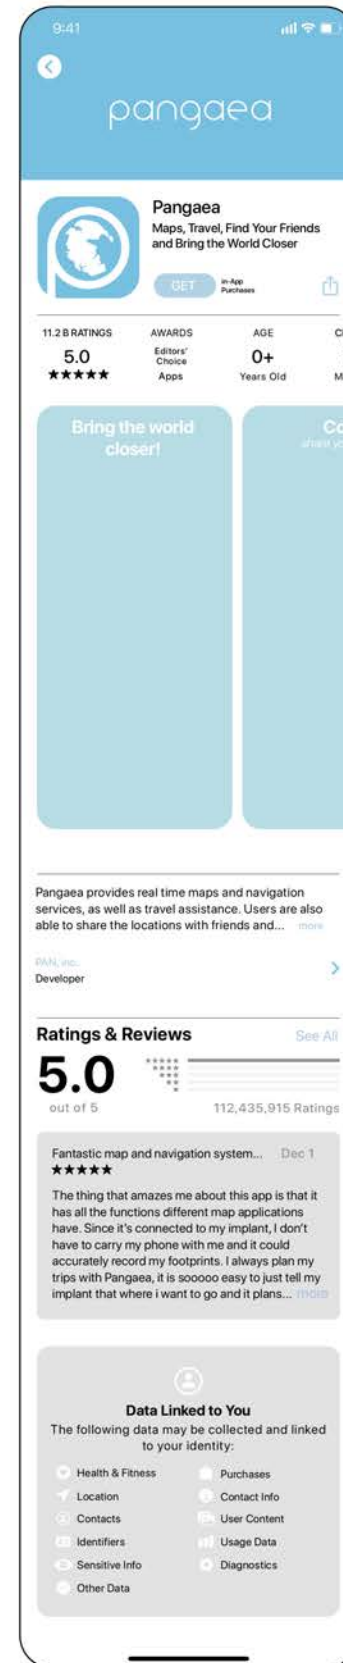 9:41
pangaea
Pangaea
Maps, Travel, Find Your Friends
and Bring the World Closer
GET
In-App
Purchases
11.2 B RATINGS
5.0
★★★★★
AWARDS
Editors'
Choice
Apps
AGE
0+
Years Old
Bring the world
closer!
Pangaea provides real time maps and navigation
services, as well as travel assistance. Users are also
able to share the locations with friends and... more
PAN, inc.
Developer
Ratings & Reviews
See All
5.0
out of 5
112,435,915 Ratings
Fantastic map and navigation system... Dec 1
★★★★★
The thing that amazes me about this app is that it
has all the functions different map applications
have. Since it's connected to my implant, I don't
have to carry my phone with me and it could
accurately record my footprints. I always plan my
trips with Pangaea, it is sooooo easy to just tell my
implant that where i want to go and it plans... more
Data Linked to You
The following data may be collected and linked
to your identity:
Health & Fitness
Location
Contacts
Identifiers
Sensitive Info
Other Data
Purchases
Contact Info
User Content
Usage Data
Diagnostics